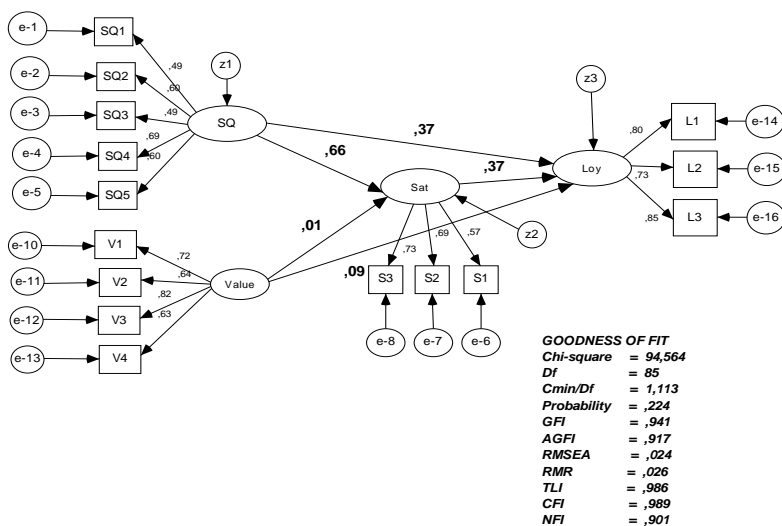 e-1
SQ1
e-2
SQ2
e-3
SQ3
e-4
SQ4
e-5
SQ5
,49
,60
,49
,69
,60
z1
SQ
,37
,66
Sat
,37
z3
Loy
,80
,73
,85
L1
e-14
L2
e-15
L3
e-16
z2
,01
,09
e-10
V1
e-11
V2
e-12
V3
e-13
V4
,72
,64
,82
,63
Value
,73
,69
,57
S3
S2
S1
e-8
e-7
e-6
GOODNESS OF FIT
Chi-square = 94,564
Df = 85
Cmin/Df = 1,113
Probability = ,224
GFI = ,941
AGFI = ,917
RMSEA = ,024
RMR = ,026
TLI = ,986
CFI = ,989
NFI = ,901